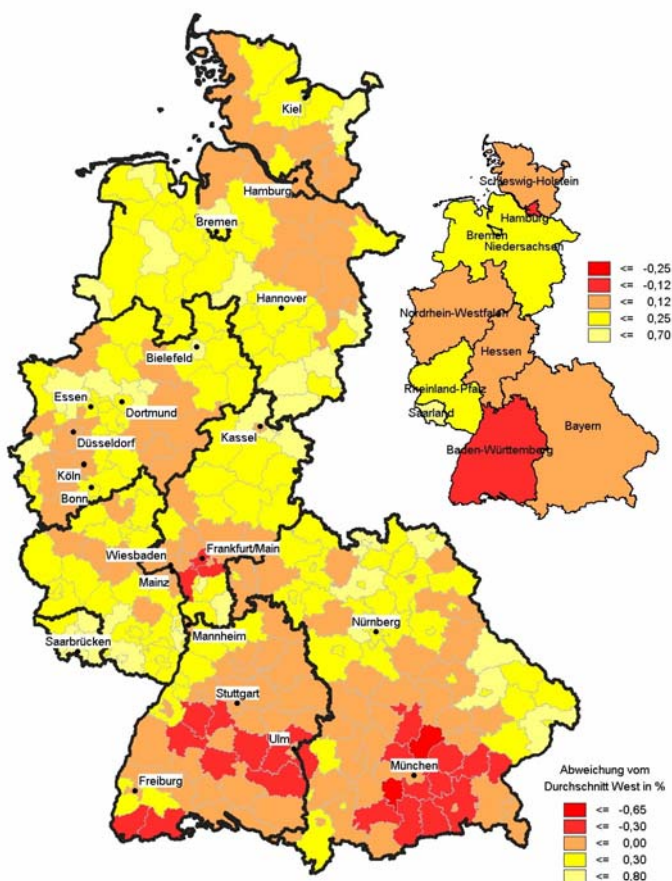 Kiel
Hamburg
Bremen
Hannover
Bielefeld
Essen
Dortmund
Düsseldorf
Kassel
Köln
Bonn
Wiesbaden
Frankfurt/Main
Mainz
Nürnberg
Saarbrücken
Mannheim
Stuttgart
Ulm
München
Freiburg
Schleswig-Holstein
Hamburg
Bremen
Niedersachsen
Nordrhein-Westfalen
Hessen
Rheinland-Pfalz
Saarland
Bayern
Baden-Württemberg
<= -0,25
<= -0,12
<= 0,12
<= 0,25
<= 0,70
Abweichung vom
Durchschnitt West in %
<= -0,65
<= -0,30
<= 0,00
<= 0,30
<= 0,80